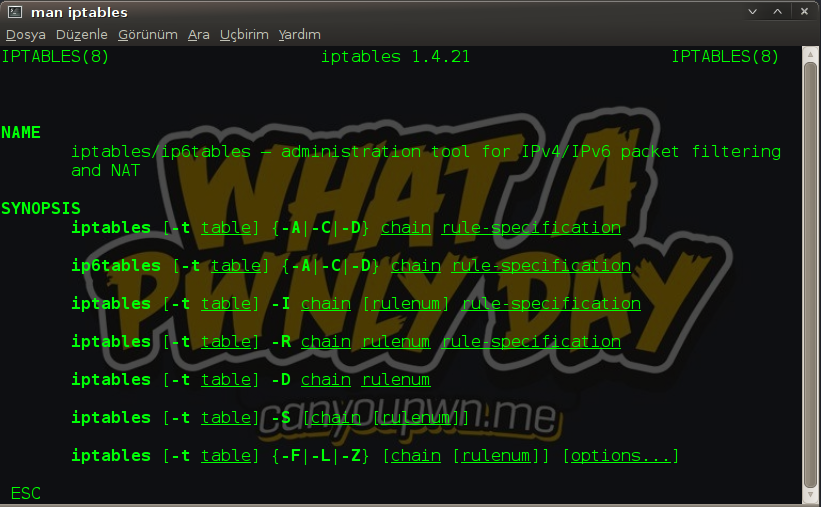 man iptables
Dosya Düzenle Görünüm Ara Uçbirim Yardım
IPTABLES(8) iptables 1.4.21 IPTABLES(8)
NAME
iptables/ip6tables — administration tool for IPv4/IPv6 packet filtering
and NAT
SYNOPSIS
iptables [-t table] {-A|-C|-D} chain rule-specification
ip6tables [-t table] {-A|-C|-D} chain rule-specification
iptables [-t table] -I chain [rulenum] rule-specification
iptables [-t table] -R chain rulenum rule-specification
iptables [-t table] -D chain rulenum
iptables [-t table] -S [chain [rulenum]]
iptables [-t table] {-F|-L|-Z} [chain [rulenum]] [options...]
ESC
WHAT A
PWNLY DAY
canyoupwn.me